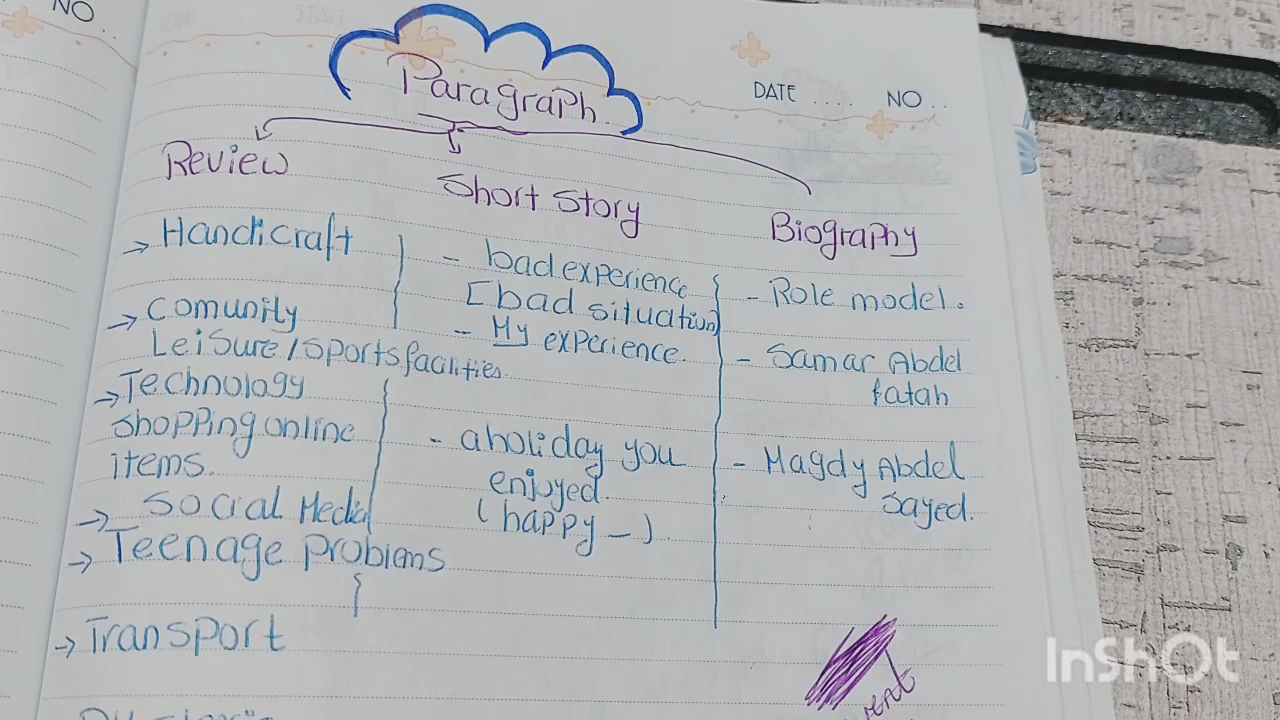 NO ..
DATE .... NO ..
Paragraph.
Review
Short Story
Biography
→ Handicraft
→ Comunity
Leisure / sports facilities.
→ Technology
shopping online
items.
→ Social Media
→ Teenage problems
→ Transport
- bad experience
[bad situation]
- My experience.
- a holiday you
enjoyed.
(happy _).
- Role model.
- Samar Abdel
fatah
- Magdy Abdel
Sayed.
InShOt